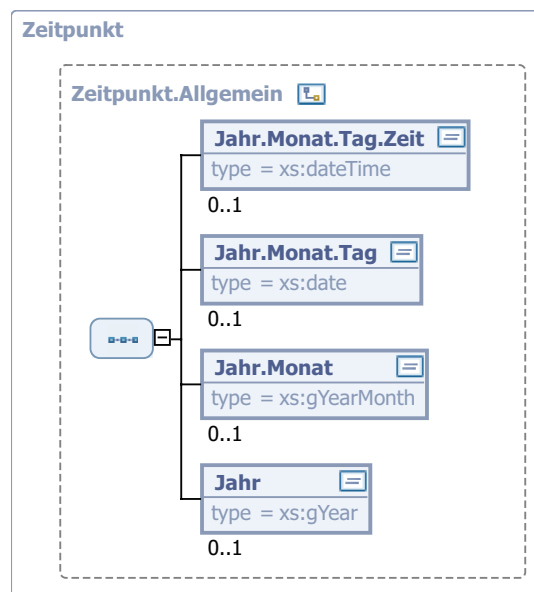 Zeitpunkt
Zeitpunkt.Allgemein
Jahr.Monat.Tag.Zeit
type = xs:dateTime
0..1
Jahr.Monat.Tag
type = xs:date
0..1
Jahr.Monat
type = xs:gYearMonth
0..1
Jahr
type = xs:gYear
0..1